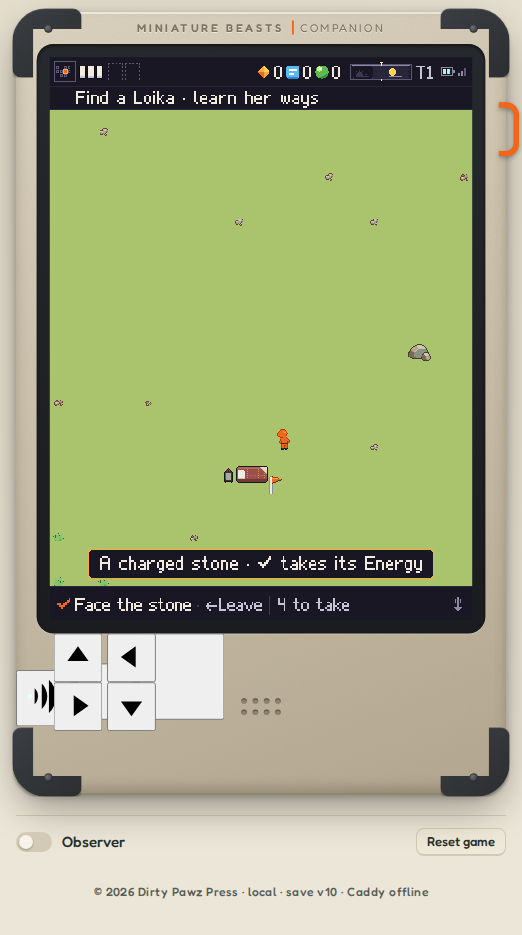 MINIATURE BEASTS COMPANION
0 0 0 T1
Find a Loika · learn her ways
A charged stone · ✓ takes its Energy
✓ Face the stone · ←Leave 4 to take
Observer
Reset game
© 2026 Dirty Pawz Press · local · save v10 · Caddy offline